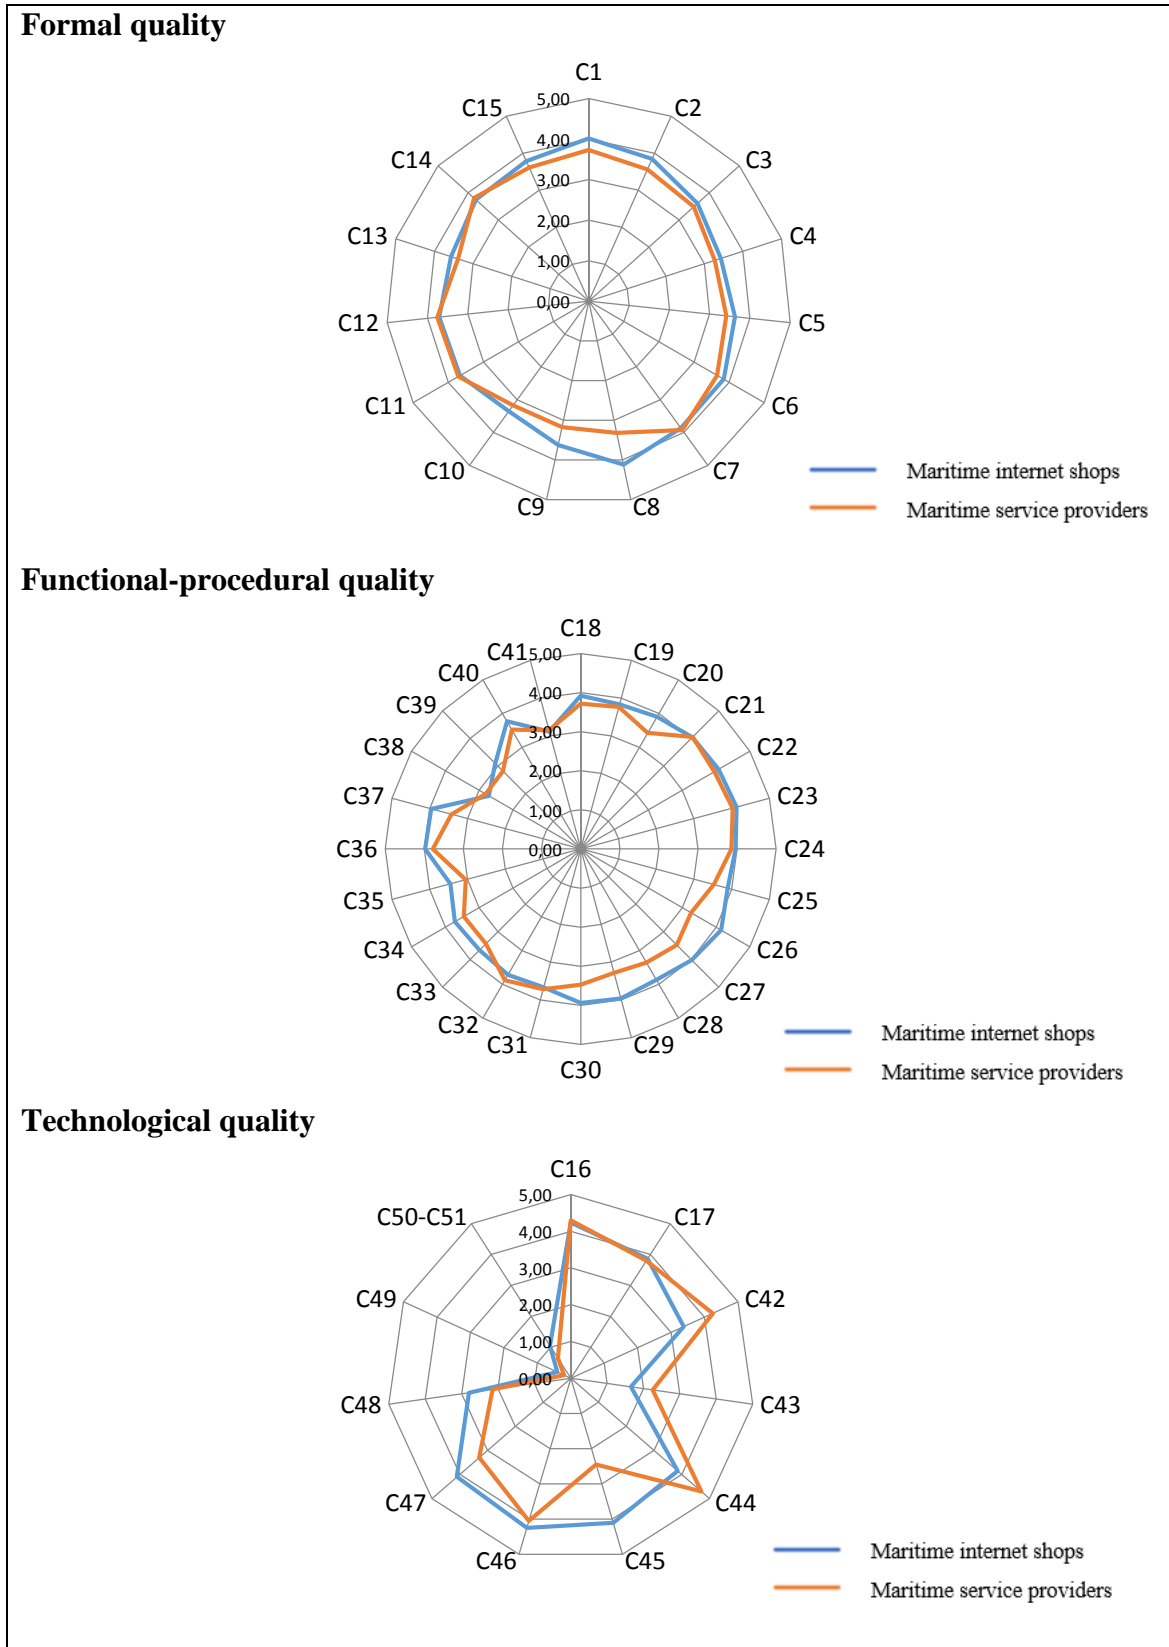 Formal quality
C1
C15
5,00
C2
4,00
C14
C3
3,00
2,00
C13
C4
1,00
0,00
C12
C5
C11
C6
C10
C7
C9
C8
Maritime internet shops
Maritime service providers
Functional-procedural quality
C18
C41
5,00
C19
C40
C20
4,00
C39
C21
3,00
C38
C22
2,00
C37
C23
1,00
C36
0,00
C24
C35
C25
C34
C26
C33
C27
C32
C28
C31
C29
C30
Maritime internet shops
Maritime service providers
Technological quality
C16
5,00
C50-C51
C17
4,00
3,00
C49
C42
2,00
1,00
0,00
C48
C43
C47
C44
C46
C45
Maritime internet shops
Maritime service providers